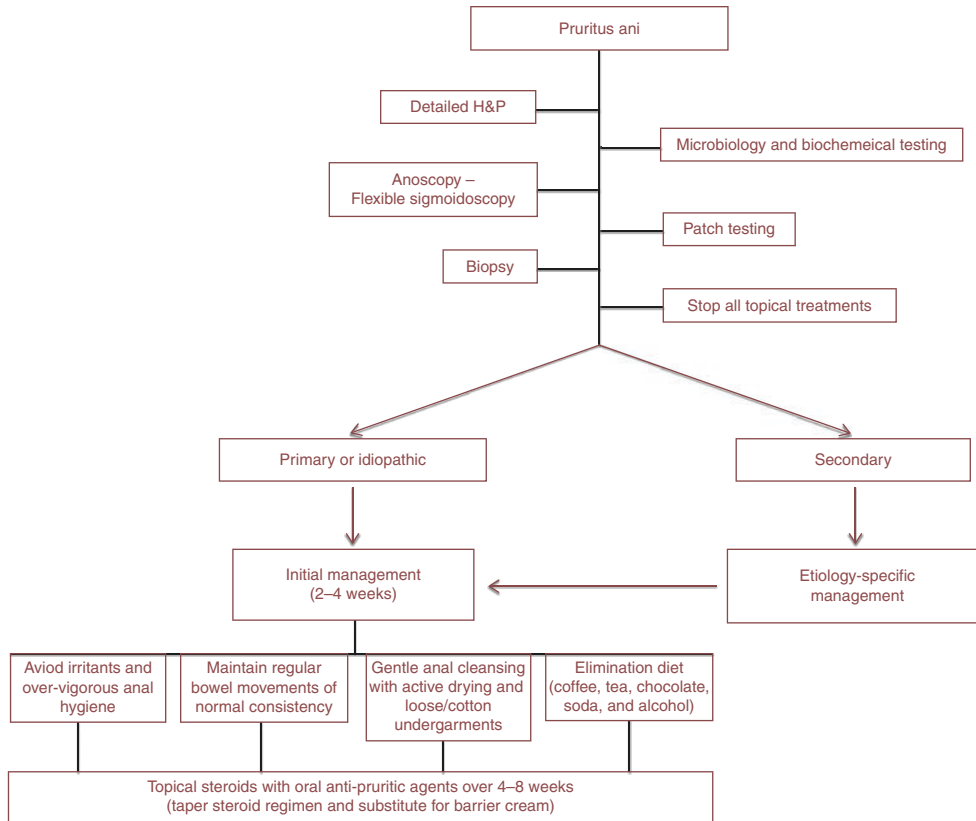 Pruritus ani
Detailed H&P
Microbiology and biochemeical testing
Anoscopy –
Flexible sigmoidoscopy
Patch testing
Biopsy
Stop all topical treatments
Primary or idiopathic
Secondary
Initial management
(2–4 weeks)
Etiology-specific
management
Aviod irritants and
over-vigorous anal
hygiene
Maintain regular
bowel movements of
normal consistency
Gentle anal cleansing
with active drying and
loose/cotton
undergarments
Elimination diet
(coffee, tea, chocolate,
soda, and alcohol)
Topical steroids with oral anti-pruritic agents over 4–8 weeks
(taper steroid regimen and substitute for barrier cream)